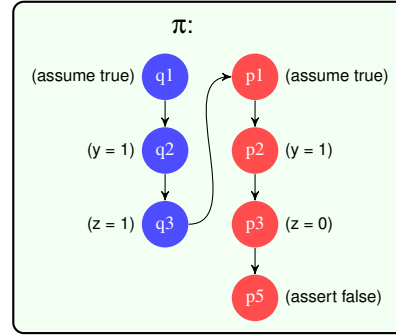 π:
(assume true) q1 p1 (assume true)
(y = 1) q2 p2 (y = 1)
(z = 1) q3 p3 (z = 0)
p5 (assert false)